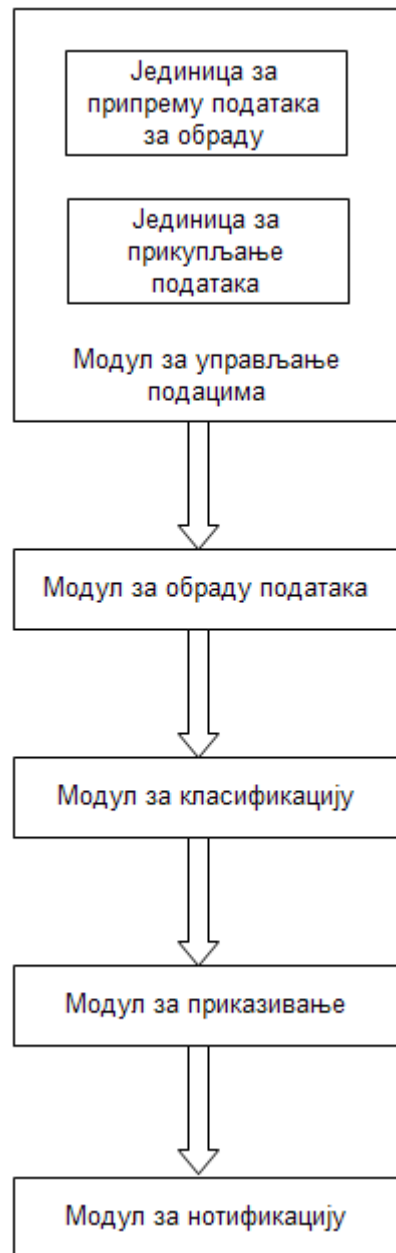 Јединица за
припрему података
за обраду
Јединица за
прикупљање
података
Модул за управљање
подацима
Модул за обраду података
Модул за класификацију
Модул за приказивање
Модул за нотификацију